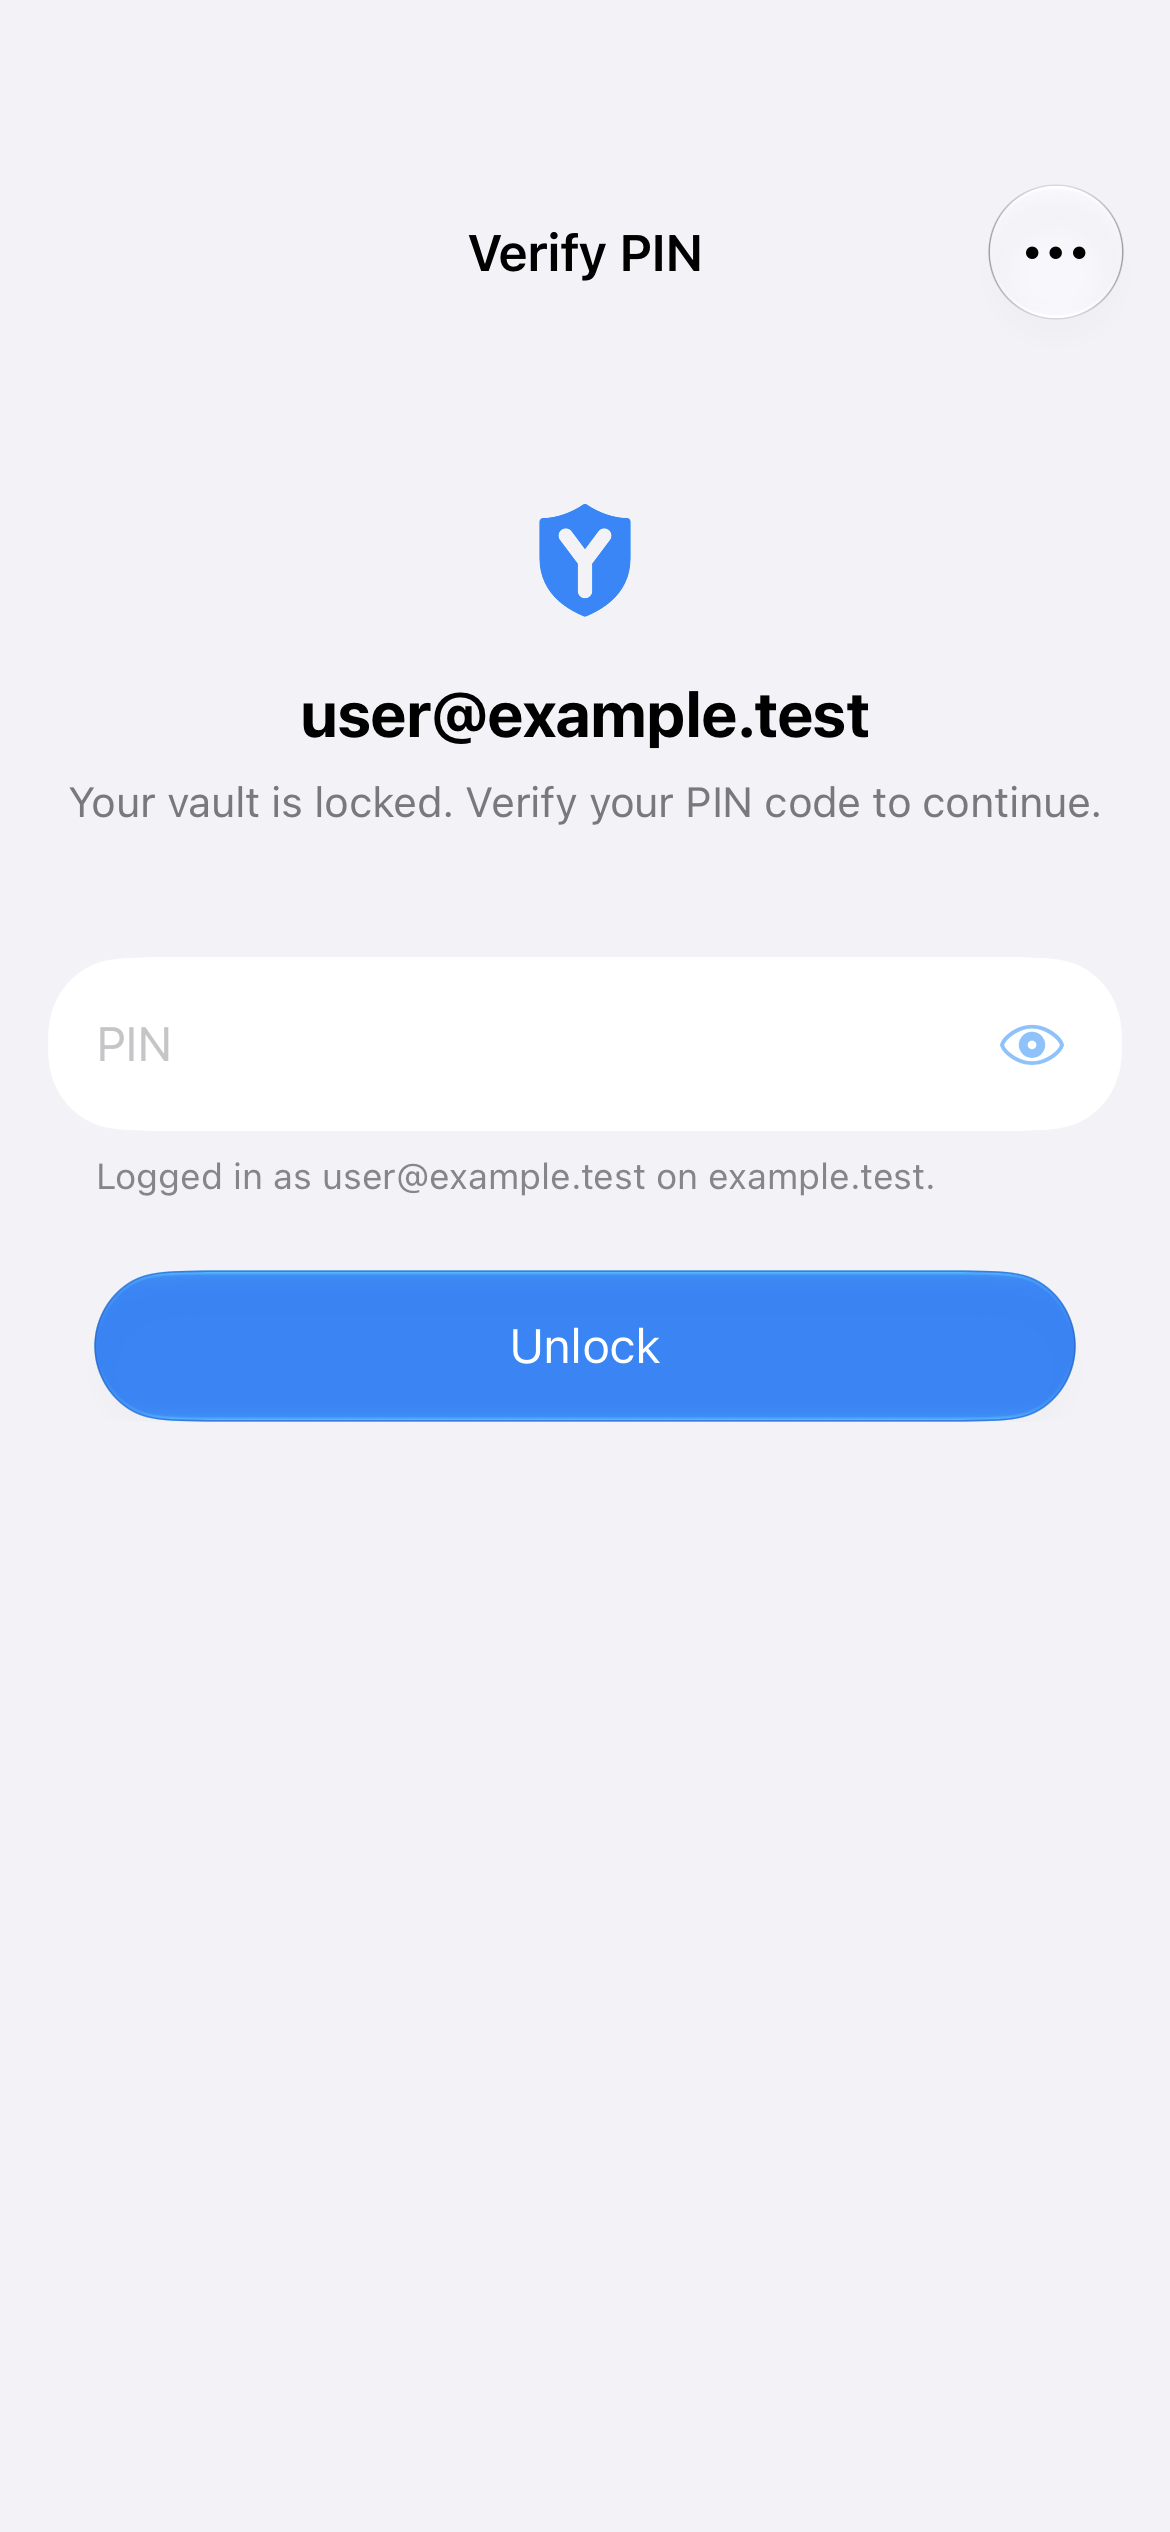 Verify PIN
user@example.test
Your vault is locked. Verify your PIN code to continue.
PIN
Logged in as user@example.test on example.test.
Unlock